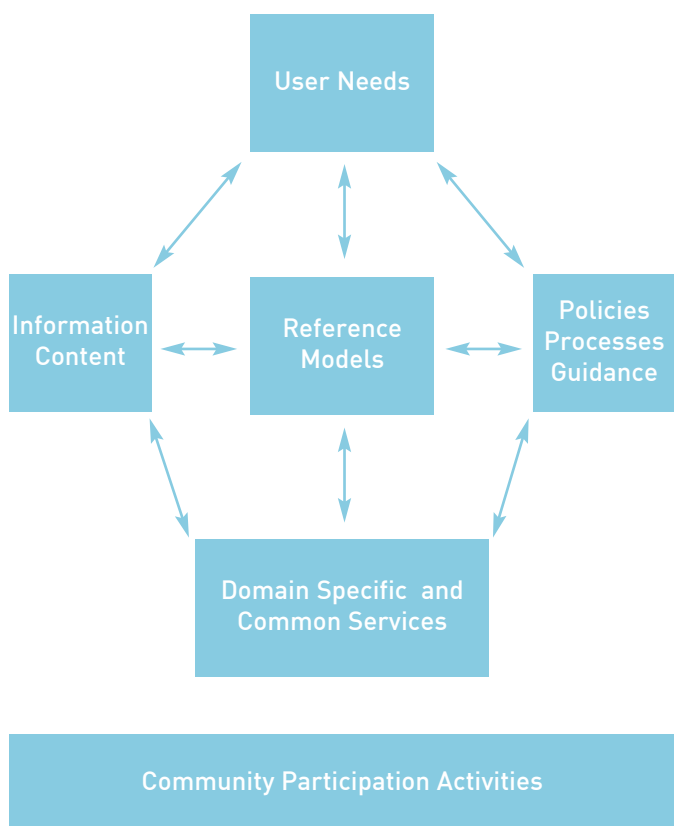 User Needs
Information
Content
Reference
Models
Policies
Processes
Guidance
Domain Specific and
Common Services
Community Participation Activities